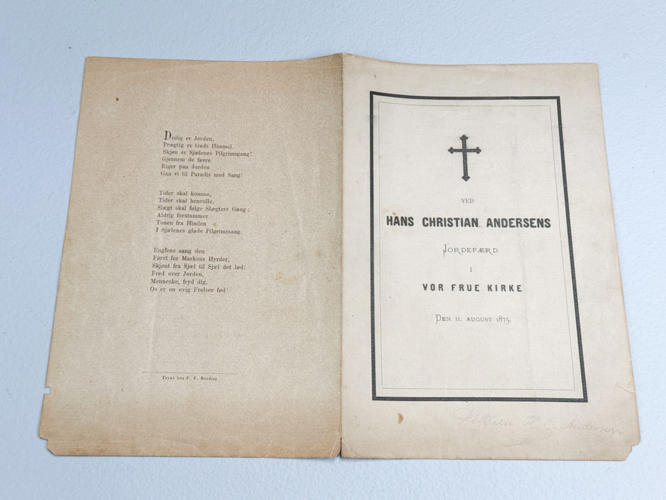 Deilig er Jorden,
Prægtig er Guds Himmel,
Skjøn er Sjælenes Pilgrimsgang!
Gjennem de favre
Riger paa Jorden
Gaa vi til Paradis med Sang!
Tider skal komme,
Tider skal henrulle,
Slægt skal følge Slægters Gang;
Aldrig forstummer
Tonen fra Himlen
I Sjælenes glade Pilgrimssang.
Englene sang den
Først for Markens Hyrder,
Skjønt fra Sjæl til Sjæl det lød:
Fred over Jorden,
Menneske, fryd dig,
Os er en evig Frelser fød!
Trykt hos F. F. Bording
VED
HANS CHRISTIAN ANDERSENS
JORDEFÆRD
I
VOR FRUE KIRKE
DEN 11. AUGUST 1875.
H. C. Andersen